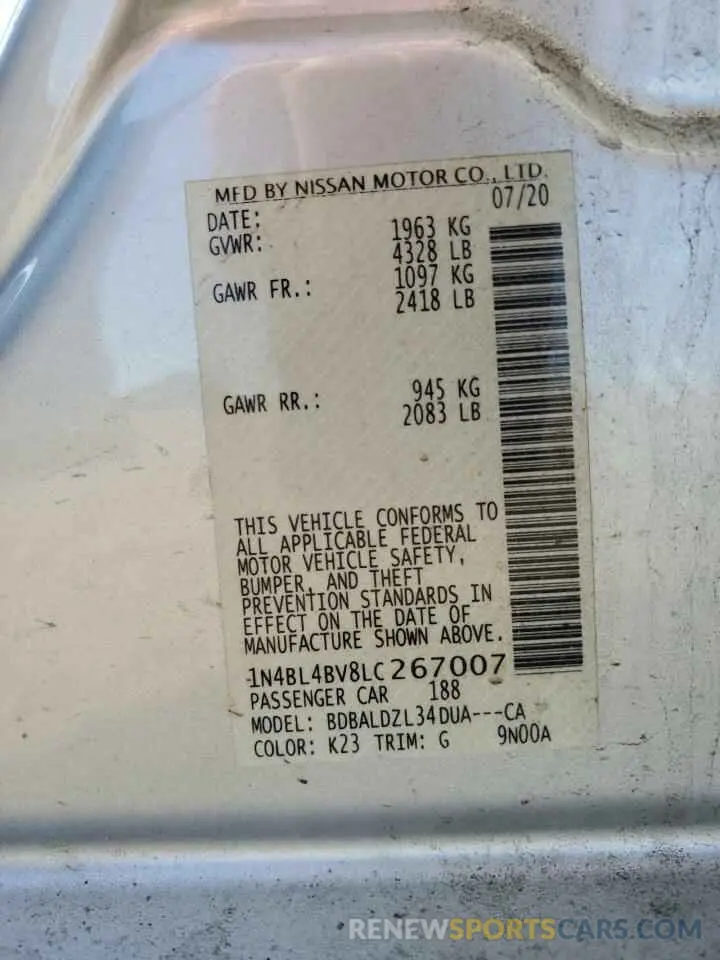 MFD BY NISSAN MOTOR CO., LTD.
DATE: 07/20
GVWR: 1963 KG
4328 LB
GAWR FR.: 1097 KG
2418 LB
GAWR RR.: 945 KG
2083 LB
THIS VEHICLE CONFORMS TO
ALL APPLICABLE FEDERAL
MOTOR VEHICLE SAFETY,
BUMPER, AND THEFT
PREVENTION STANDARDS IN
EFFECT ON THE DATE OF
MANUFACTURE SHOWN ABOVE.
1N4BL4BV8LC267007
PASSENGER CAR 188
MODEL: BDBALDZL34DUA---CA
COLOR: K23 TRIM: G 9N00A
RENEWSPORTSCARS.COM